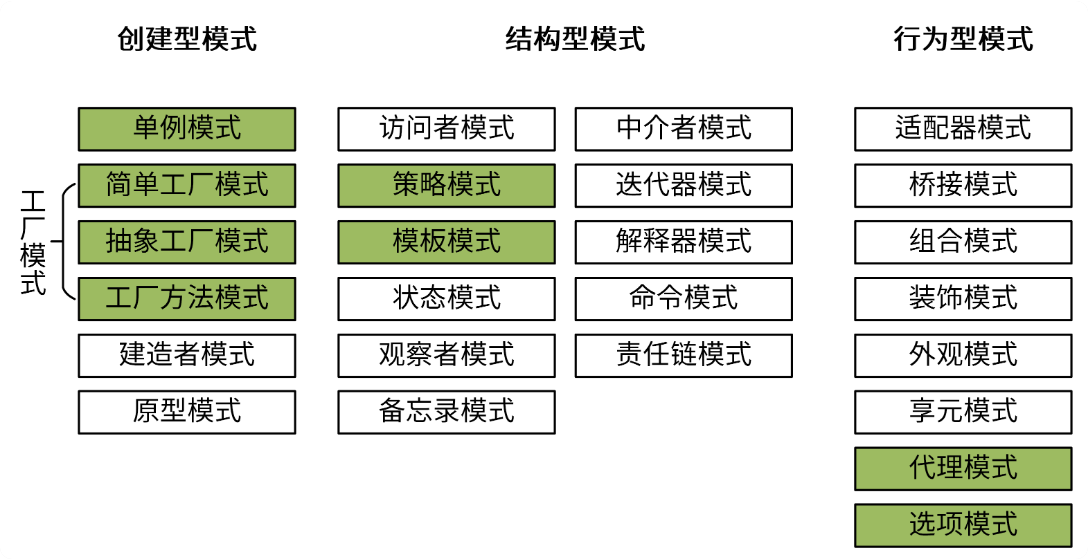 创建型模式
结构型模式
行为型模式
工厂模式
单例模式
简单工厂模式
抽象工厂模式
工厂方法模式
建造者模式
原型模式
访问者模式
策略模式
模板模式
状态模式
观察者模式
备忘录模式
中介者模式
迭代器模式
解释器模式
命令模式
责任链模式
适配器模式
桥接模式
组合模式
装饰模式
外观模式
享元模式
代理模式
选项模式